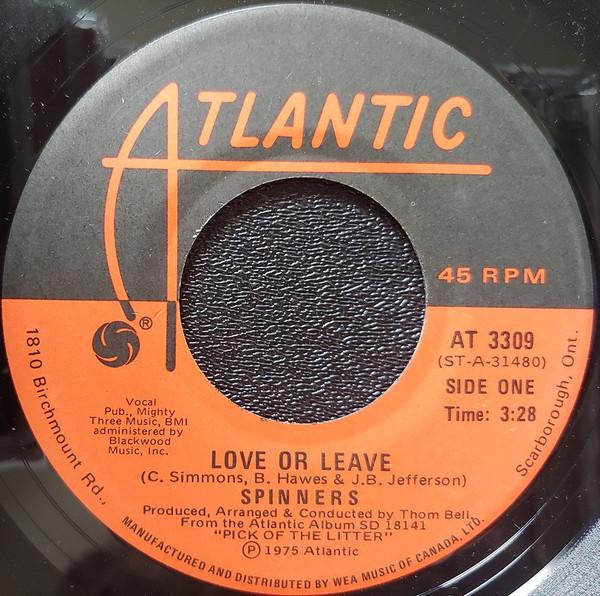 ATLANTIC
45 RPM
®
AT 3309
(ST-A-31480)
SIDE ONE
Time: 3:28
Vocal
Pub., Mighty
Three Music, BMI
administered by
Blackwood
Music, Inc.
LOVE OR LEAVE
(C. Simmons, B. Hawes & J.B. Jefferson)
SPINNERS
Produced, Arranged & Conducted by Thom Bell.
From the Atlantic Album SD 18141
"PICK OF THE LITTER"
Ⓟ 1975 Atlantic
1810 Birchmount Rd., Scarborough, Ont.
MANUFACTURED AND DISTRIBUTED BY WEA MUSIC OF CANADA, LTD.